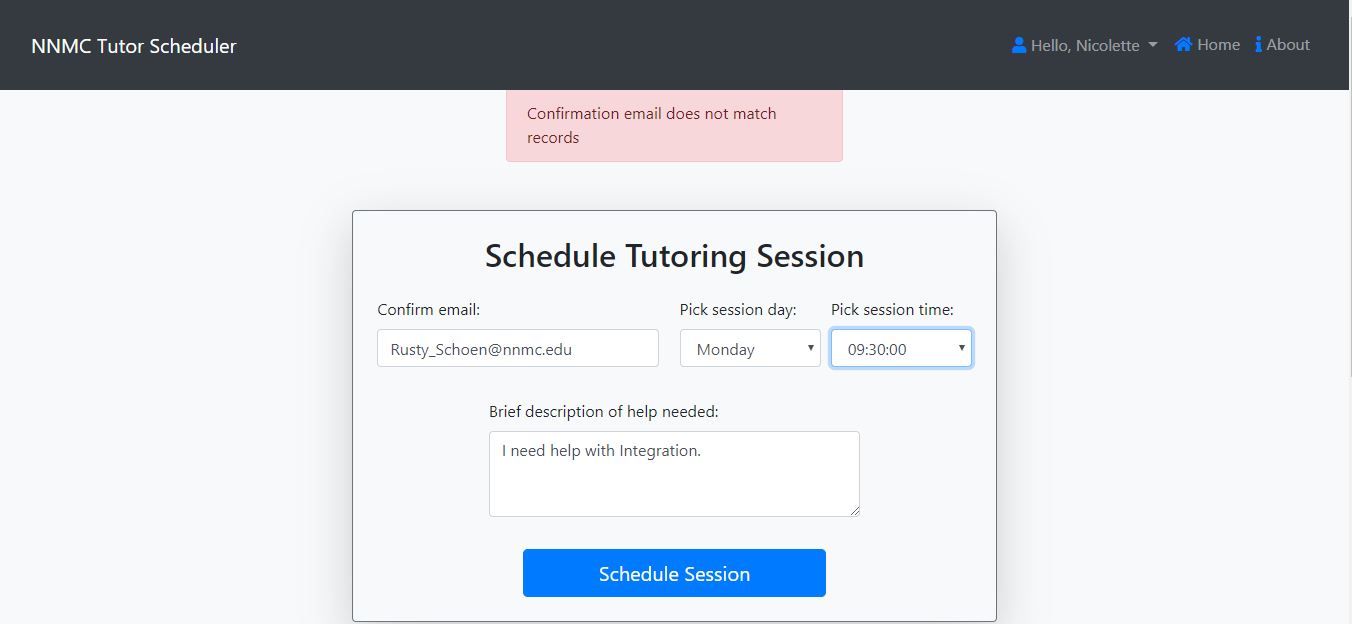 NNMC Tutor Scheduler
Hello, Nicolette Home About
Confirmation email does not match
records
Schedule Tutoring Session
Confirm email: Pick session day: Pick session time:
Rusty_Schoen@nnmc.edu Monday 09:30:00
Brief description of help needed:
I need help with Integration.
Schedule Session